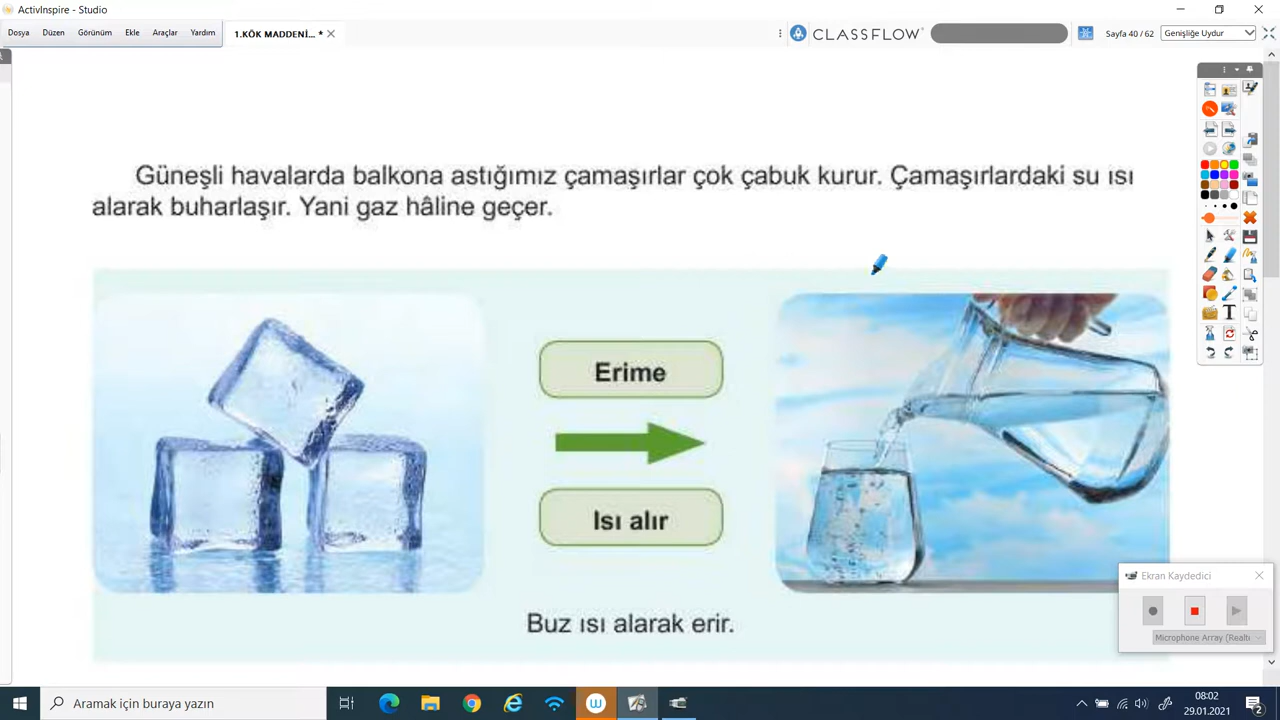 ActivInspire - Studio
Dosya Düzen Görünüm Ekle Araçlar Yardım
1.KÖK MADDENİ... *
CLASSFLOW
Sayfa 40 / 62
Genişliğe Uydur
Güneşli havalarda balkona astığımız çamaşırlar çok çabuk kurur. Çamaşırlardaki su ısı
alarak buharlaşır. Yani gaz hâline geçer.
Erime
Isı alır
Buz ısı alarak erir.
Ekran Kaydedici
Microphone Array (Realt
Aramak için buraya yazın
08:02
29.01.2021
2